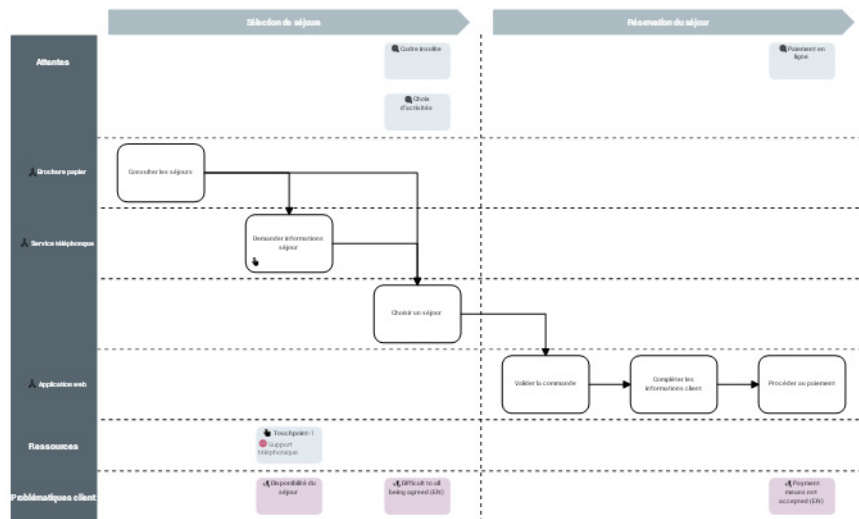 Sélection de séjours
Réservation du séjour
Attentes
Cadre insolite
Paiement en
ligne
Choix
d'activités
Brochure papier
Consulter les séjours
Service téléphonique
Demander informations
séjour
Choisir un séjour
Application web
Valider la commande
Compléter les
informations client
Procéder au paiement
Ressources
Touchpoint-1
Support
téléphonique
Problématiques client
Disponibilité du
séjour
Difficult to all
being agreed (EN)
Payment
means not
accepted (EN)